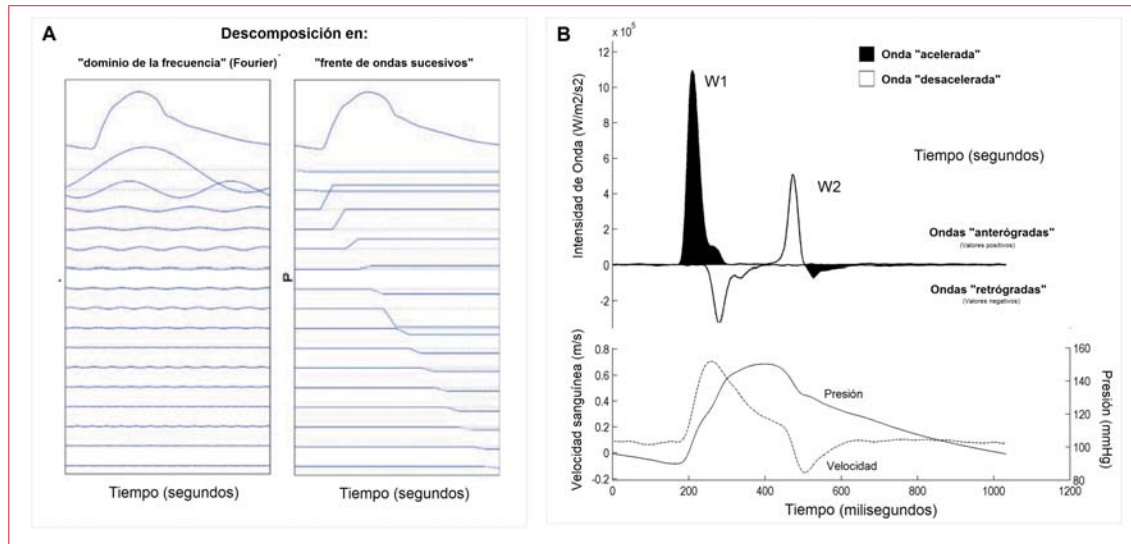 A
Descomposición en:
"dominio de la frecuencia" (Fourier)
"frente de ondas sucesivos"
P
Tiempo (segundos)
Tiempo (segundos)
B
x 10⁵
12
10
8
6
4
2
0
-2
Intensidad de Onda (W/m2/s2)
Onda "acelerada"
Onda "desacelerada"
W1
W2
Tiempo (segundos)
Ondas "anterógradas"
(Valores positivos)
Ondas "retrógradas"
(Valores negativos)
Velocidad sanguínea (m/s)
0.8
0.6
0.4
0.2
0
-0.2
Presión
Velocidad
160
140
120
100
80
Presión (mmHg)
0
200
400
600
800
1000
1200
Tiempo (milisegundos)